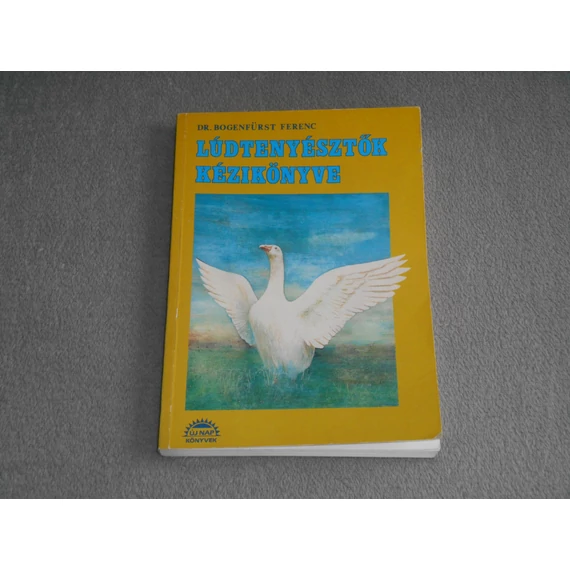 DR. BOGENFÜRST FERENC
LÚDTENYÉSZTŐK
KÉZIKÖNYVE
ÚJ NAP
KÖNYVEK